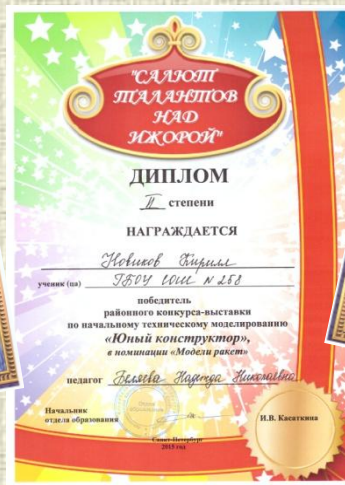 "САЛЮТ
ТАЛАНТОВ
НАД
ИЖОРОЙ"
ДИПЛОМ
II степени
НАГРАЖДАЕТСЯ
Новиков Кирилл
ученик (ца) ГБОУ СОШ № 258
победитель
районного конкурса-выставки
по начальному техническому моделированию
«Юный конструктор»,
в номинации «Модели ракет»
педагог Беляева Надежда Николаевна
Начальник
отдела образования И.В. Касаткина
Санкт-Петербург
2013 год